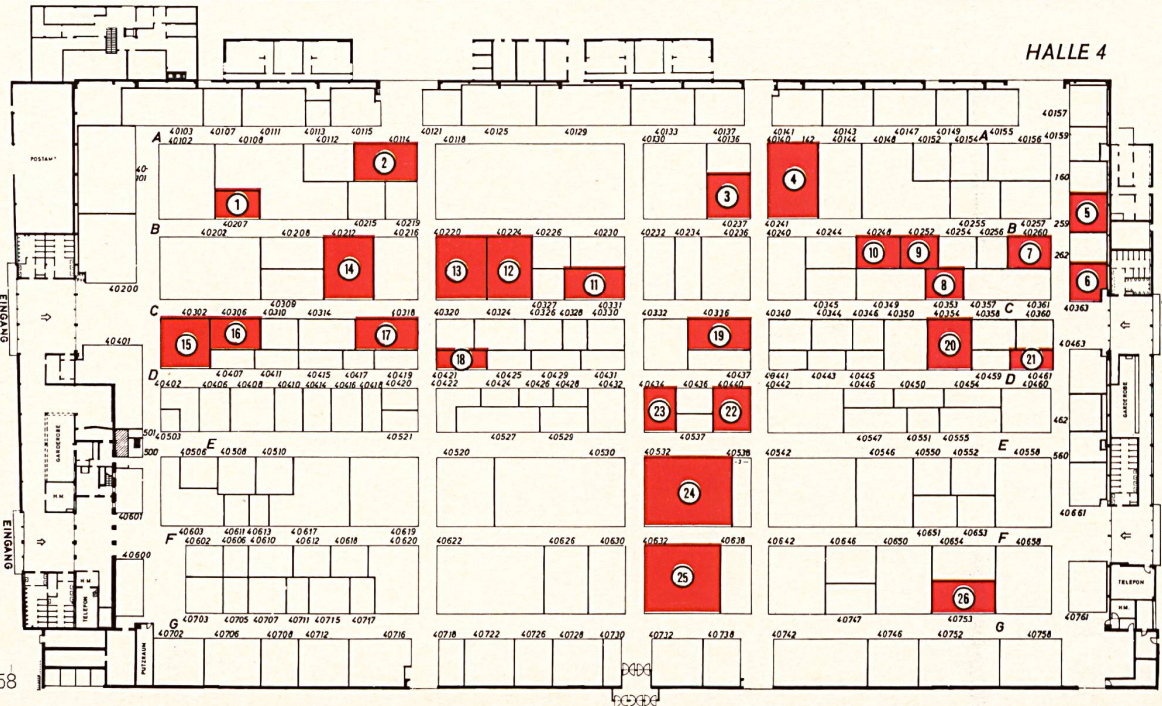 HALLE 4
40103 40107 40111 40113 40115 40121 40125 40129 40133 40137 40141 40143 40147 40149 40155 40157
A 40102 40108 40112 40114 40118 40130 40136 40140 142 40144 40148 40152 40154 A 40156 40159
POSTAMT
40-
101
2
1 3 4 160
5
40207 40215 40219 40237 40241 40255 40257 259
B 40202 40208 40212 40216 40220 40224 40226 40230 40232 40234 40236 40240 40244 40248 40252 40254 40256 B 40260
262
10 9 7
14 13 12 11 8 6
40200
40309 40327 40331 40345 40349 40353 40357 40361 40363
EINGANG
C 40302 40306 40310 40314 40318 40320 40324 40326 40328 40330 40332 40336 40340 40344 40346 40350 40354 40358 C 40360
15 16 17 18 19 20 21
40401 40463
40407 40411 40415 40417 40419 40421 40425 40429 40431 40437 40441 40443 40445 40459 40461
D 40402 40406 40408 40410 40414 40416 40418 40420 40422 40424 40426 40428 40432 40434 40436 40440 40442 40446 40450 40454 D 40460
GARDEROBE GARDEROBE
23 22
501 40503 40521 40527 40529 40537 40547 40551 40555 462
500 E 40506 40508 40510 40520 40530 40532 40538 40542 40546 40550 40552 E 40558 560
H.M.
24
40601 40661
40603 40611 40613 40617 40619 40651 40653
EINGANG
F 40602 40606 40610 40612 40618 40620 40622 40626 40630 40632 40638 40642 40646 40650 40654 F 40658
40600
H.M. TELEFON
25 26
TELEFON H.M.
40703 40705 40707 40711 40715 40717 40747 40753 40761
G 40702 40706 40708 40712 40716 40718 40722 40726 40728 40730 40732 40738 40742 40746 40752 G 40758
PUTZRAUM